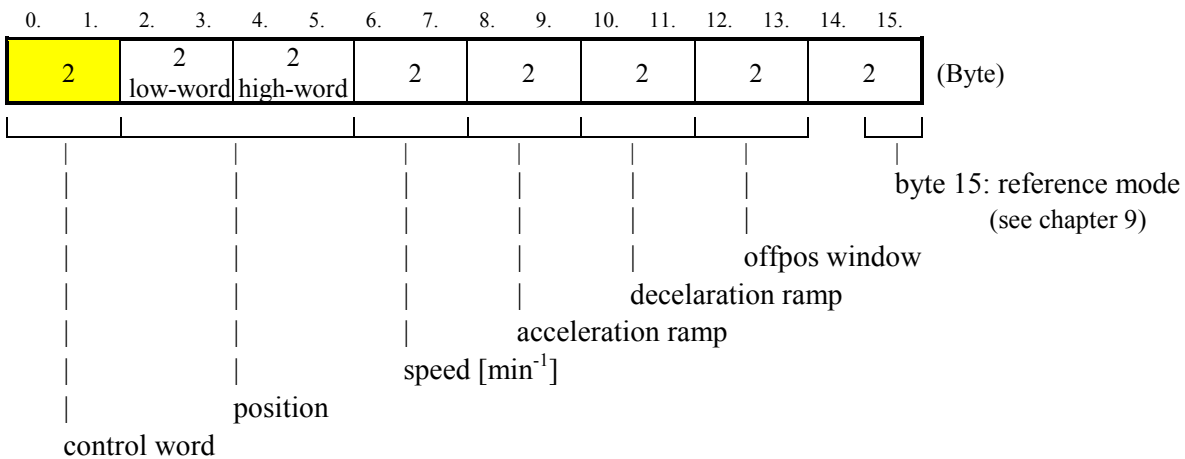 0. 1. 2. 3. 4. 5. 6. 7. 8. 9. 10. 11. 12. 13. 14. 15.
2 2 2 2 2 2 2 2 (Byte)
low-word high-word
byte 15: reference mode
(see chapter 9)
offpos window
decelaration ramp
acceleration ramp
speed [min⁻¹]
position
control word